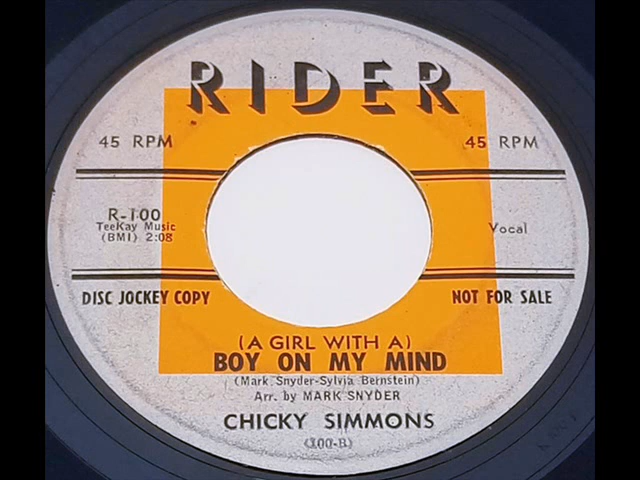 RIDER
45 RPM
45 RPM
R-100
TeeKay Music
(BMI) 2:08
Vocal
DISC JOCKEY COPY
NOT FOR SALE
(A GIRL WITH A)
BOY ON MY MIND
(Mark Snyder-Sylvia Bernstein)
Arr. by MARK SNYDER
CHICKY SIMMONS
(100-B)